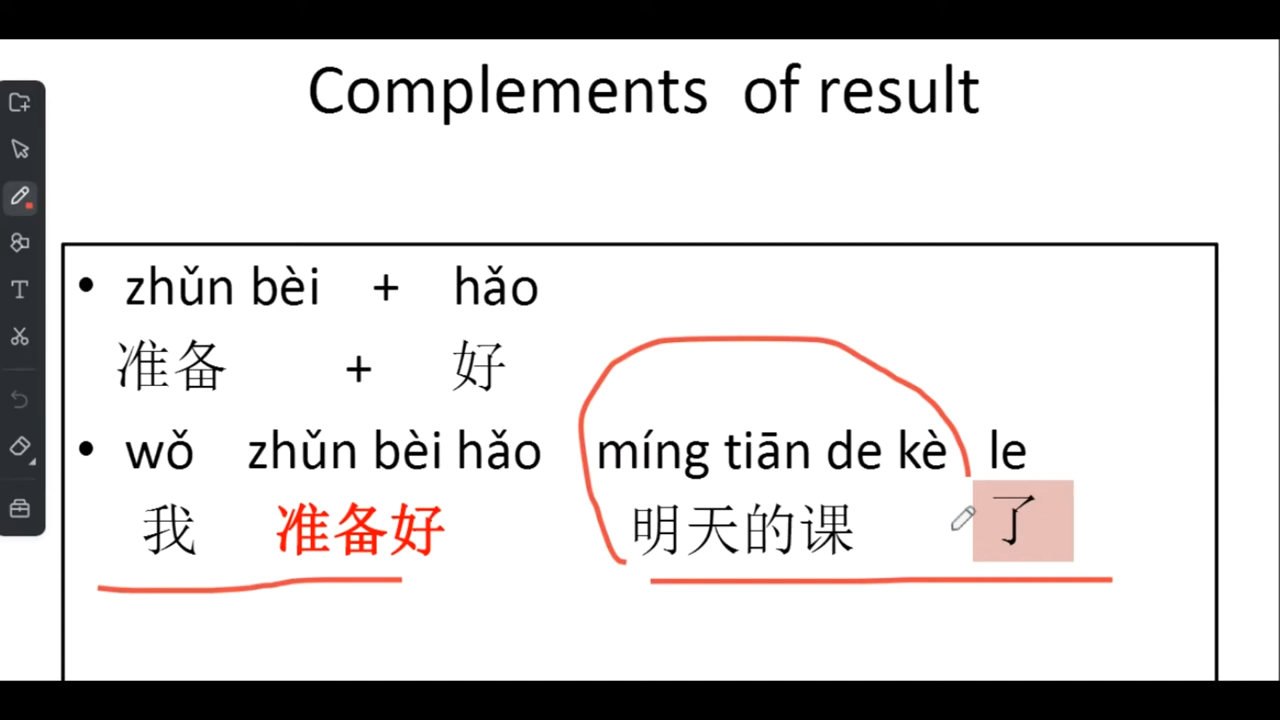 Complements of result
• zhǔn bèi + hǎo
准备 + 好
• wǒ zhǔn bèi hǎo míng tiān de kè le
我 准备好 明天的课 了